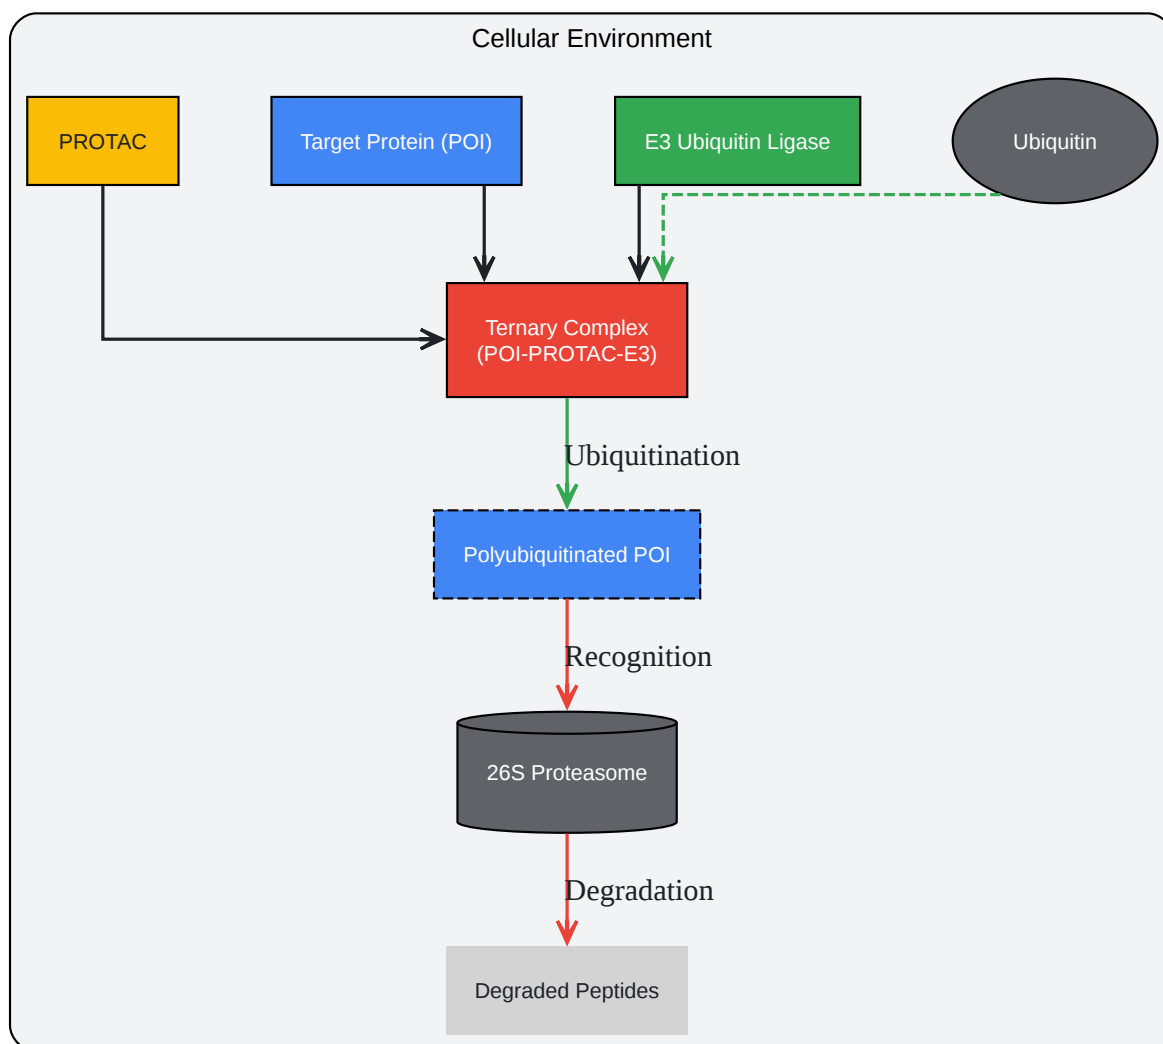 Cellular Environment
PROTAC
Target Protein (POI)
E3 Ubiquitin Ligase
Ubiquitin
Ternary Complex
(POI-PROTAC-E3)
Ubiquitination
Polyubiquitinated POI
Recognition
26S Proteasome
Degradation
Degraded Peptides